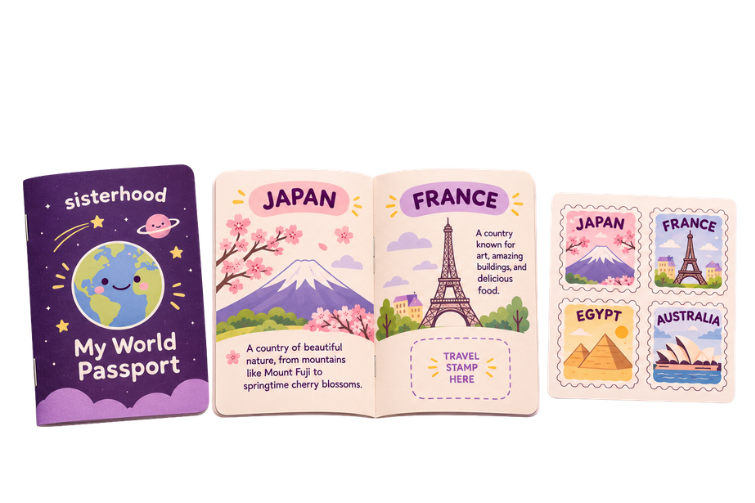 sisterhood
My World
Passport
JAPAN
A country of beautiful
nature, from mountains
like Mount Fuji to
springtime cherry blossoms.
FRANCE
A country
known for
art, amazing
buildings, and
delicious
food.
TRAVEL
STAMP
HERE
JAPAN
FRANCE
EGYPT
AUSTRALIA